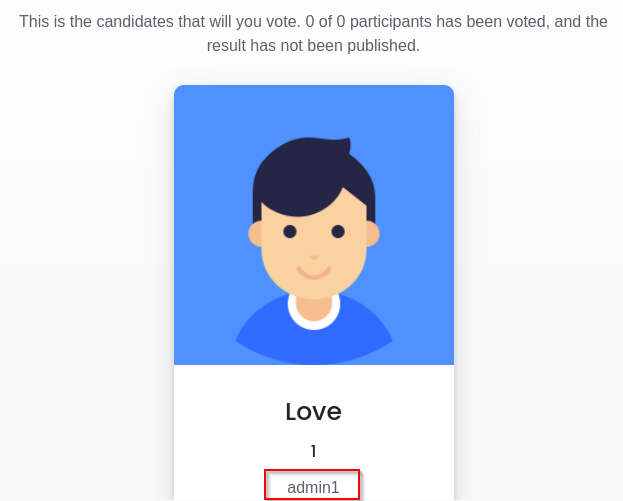 This is the candidates that will you vote. 0 of 0 participants has been voted, and the
result has not been published.
Love
1
admin1